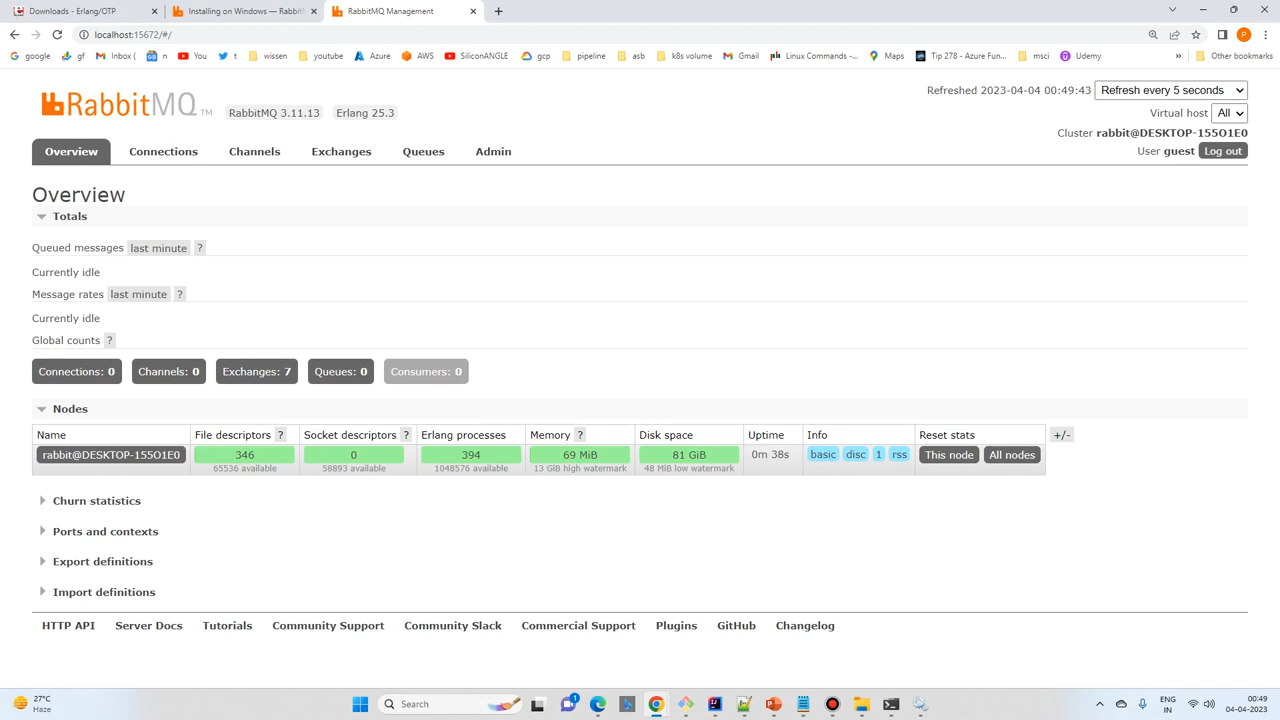 Downloads - Erlang/OTP
Installing on Windows — Rabbit
RabbitMQ Management
localhost:15672/#/
google
gf
Inbox (
n
You
t
wissen
youtube
Azure
AWS
SiliconANGLE
gcp
pipeline
asb
k8s volume
Gmail
Linux Commands -...
Maps
Tip 278 - Azure Fun...
msci
Udemy
»
Other bookmarks
RabbitMQ TM
RabbitMQ 3.11.13
Erlang 25.3
Refreshed 2023-04-04 00:49:43
Refresh every 5 seconds
Virtual host All
Cluster rabbit@DESKTOP-155O1E0
User guest Log out
Overview
Connections
Channels
Exchanges
Queues
Admin
Overview
Totals
Queued messages last minute ?
Currently idle
Message rates last minute ?
Currently idle
Global counts ?
Connections: 0
Channels: 0
Exchanges: 7
Queues: 0
Consumers: 0
Nodes
Name File descriptors ? Socket descriptors ? Erlang processes Memory ? Disk space Uptime Info Reset stats +/-
rabbit@DESKTOP-155O1E0 346 0 394 69 MiB 81 GiB 0m 38s basic disc 1 rss This node All nodes
65536 available 58893 available 1048576 available 13 GiB high watermark 48 MiB low watermark
Churn statistics
Ports and contexts
Export definitions
Import definitions
HTTP API Server Docs Tutorials Community Support Community Slack Commercial Support Plugins GitHub Changelog
27°C
Haze
Search
1
ENG
IN
00:49
04-04-2023